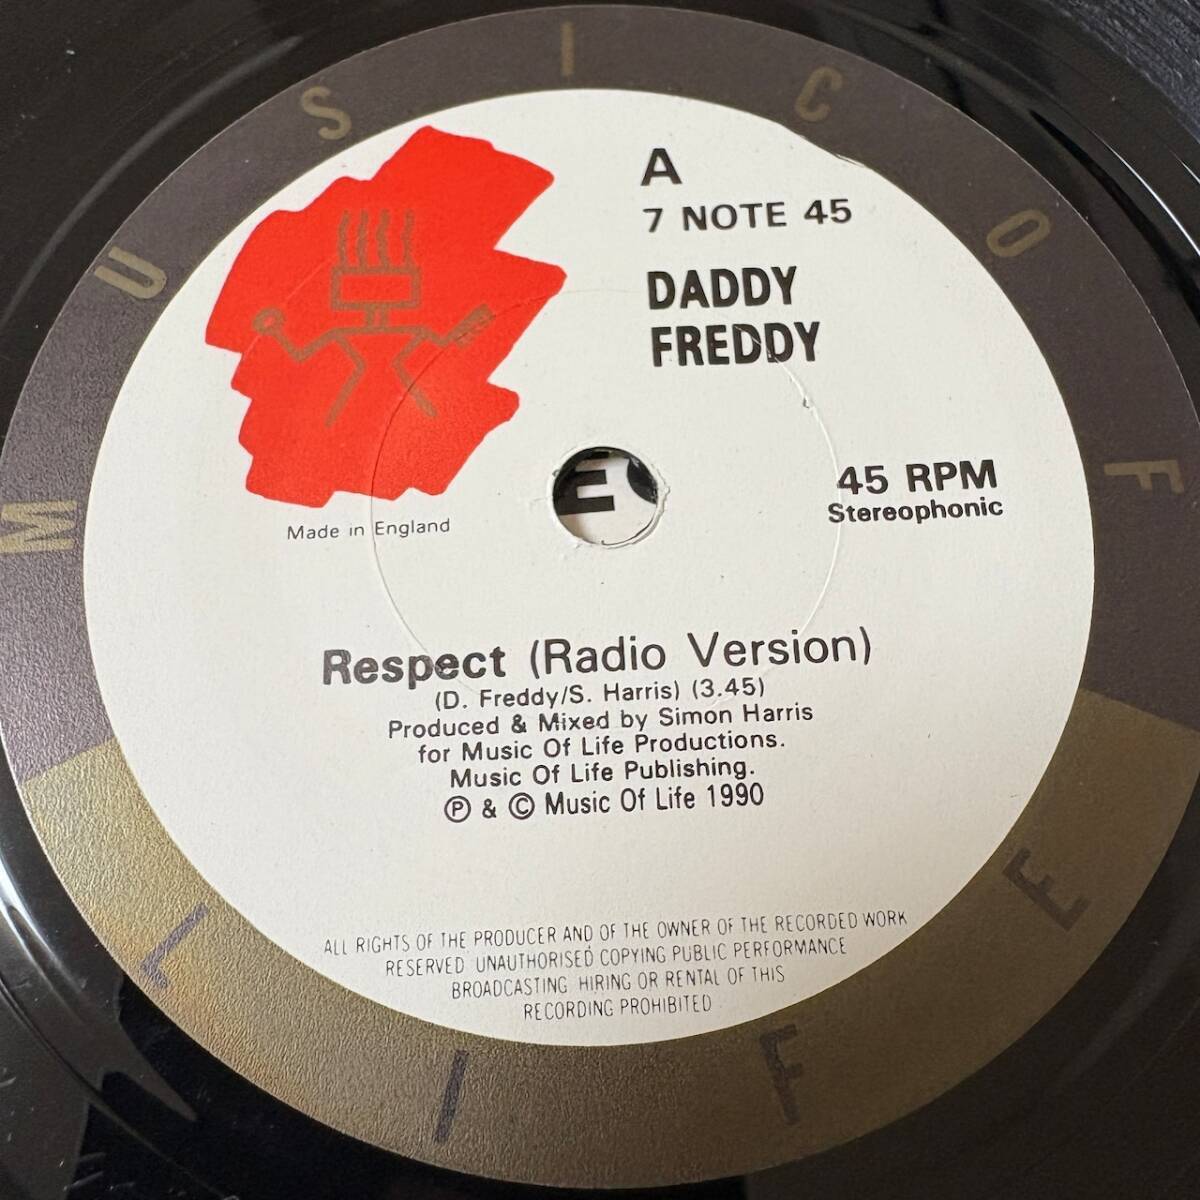 MUSIC OF LIFE
A
7 NOTE 45
DADDY
FREDDY
45 RPM
Stereophonic
Made in England
E
Respect (Radio Version)
(D. Freddy/S. Harris) (3.45)
Produced & Mixed by Simon Harris
for Music Of Life Productions.
Music Of Life Publishing.
Ⓟ & © Music Of Life 1990
ALL RIGHTS OF THE PRODUCER AND OF THE OWNER OF THE RECORDED WORK
RESERVED UNAUTHORISED COPYING PUBLIC PERFORMANCE
BROADCASTING HIRING OR RENTAL OF THIS
RECORDING PROHIBITED